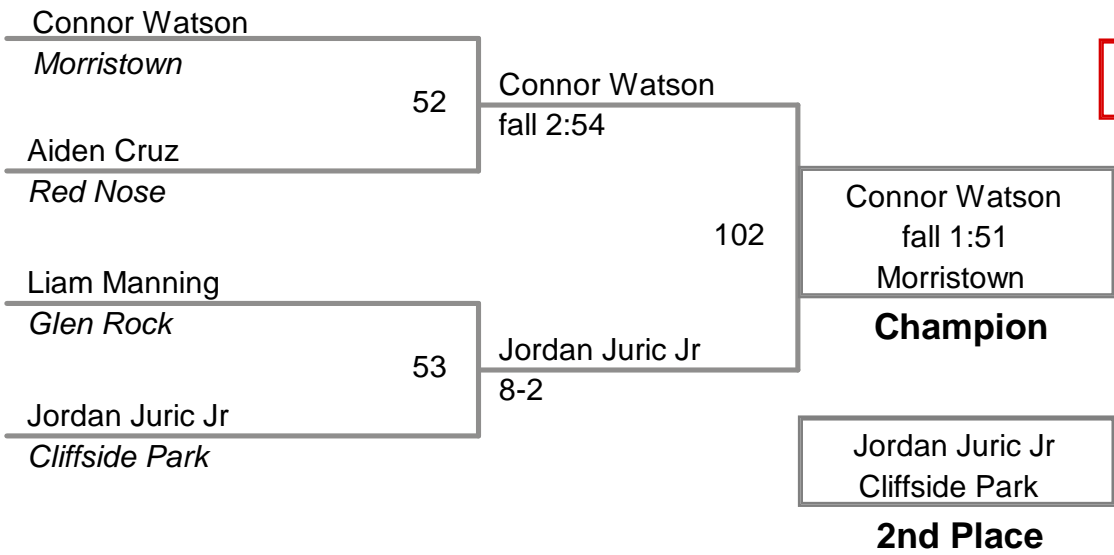 Connor Watson
Morristown
52
Connor Watson
fall 2:54
Aiden Cruz
Red Nose
102
Connor Watson
fall 1:51
Morristown
Champion
Liam Manning
Glen Rock
53
Jordan Juric Jr
8-2
Jordan Juric Jr
Cliffside Park
Jordan Juric Jr
Cliffside Park
2nd Place